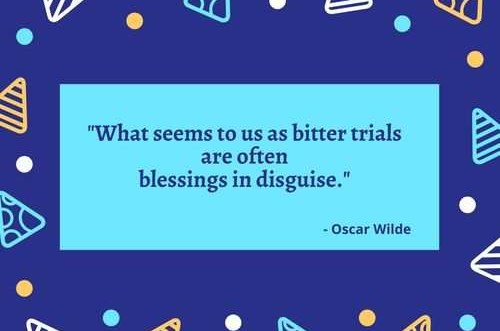 "What seems to us as bitter trials
are often
blessings in disguise."
- Oscar Wilde